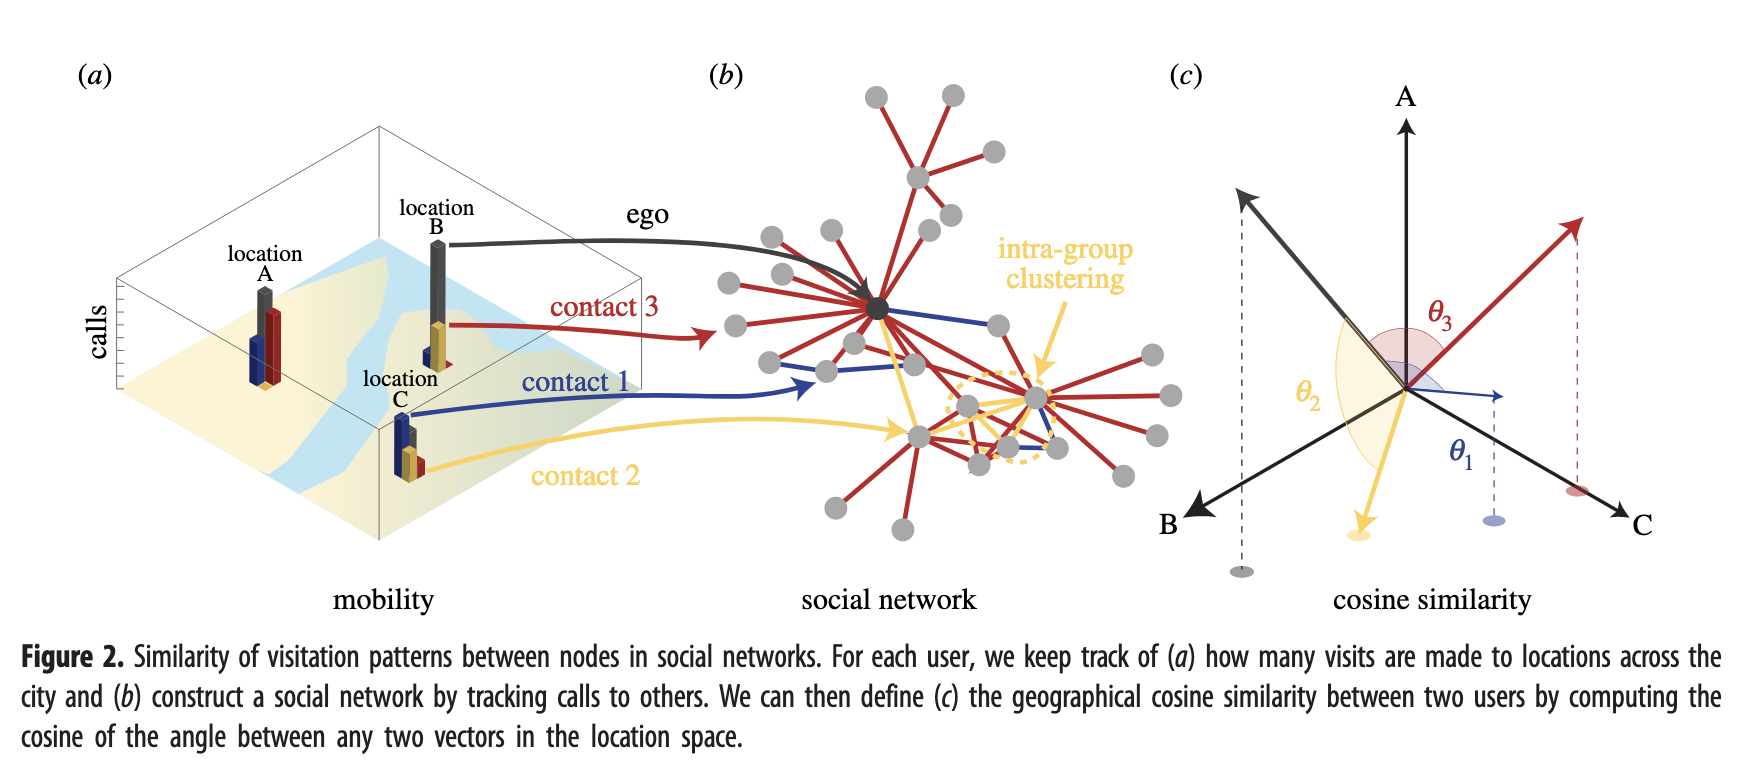 (a)
(b)
(c)
A
location
B
ego
location
A
intra-group
clustering
contact 3
θ3
calls
location
C
contact 1
θ2
θ1
contact 2
B
C
mobility
social network
cosine similarity
Figure 2. Similarity of visitation patterns between nodes in social networks. For each user, we keep track of (a) how many visits are made to locations across the
city and (b) construct a social network by tracking calls to others. We can then define (c) the geographical cosine similarity between two users by computing the
cosine of the angle between any two vectors in the location space.